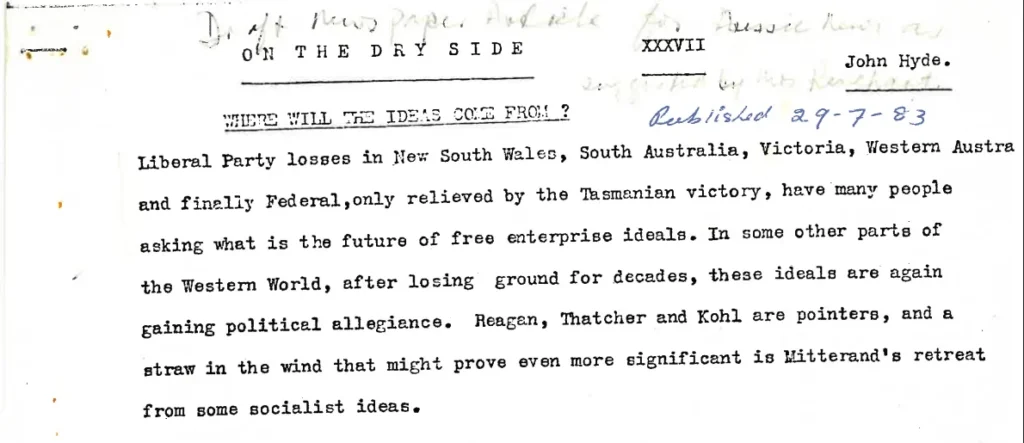 Draft Newspaper Article for Aussie News as
ON THE DRY SIDE XXXVII
John Hyde.
suggested by
WHERE WILL THE IDEAS COME FROM ?
Published 29-7-83
Liberal Party losses in New South Wales, South Australia, Victoria, Western Austra
and finally Federal,only relieved by the Tasmanian victory, have many people
asking what is the future of free enterprise ideals. In some other parts of
the Western World, after losing ground for decades, these ideals are again
gaining political allegiance. Reagan, Thatcher and Kohl are pointers, and a
straw in the wind that might prove even more significant is Mitterand's retreat
from some socialist ideas.